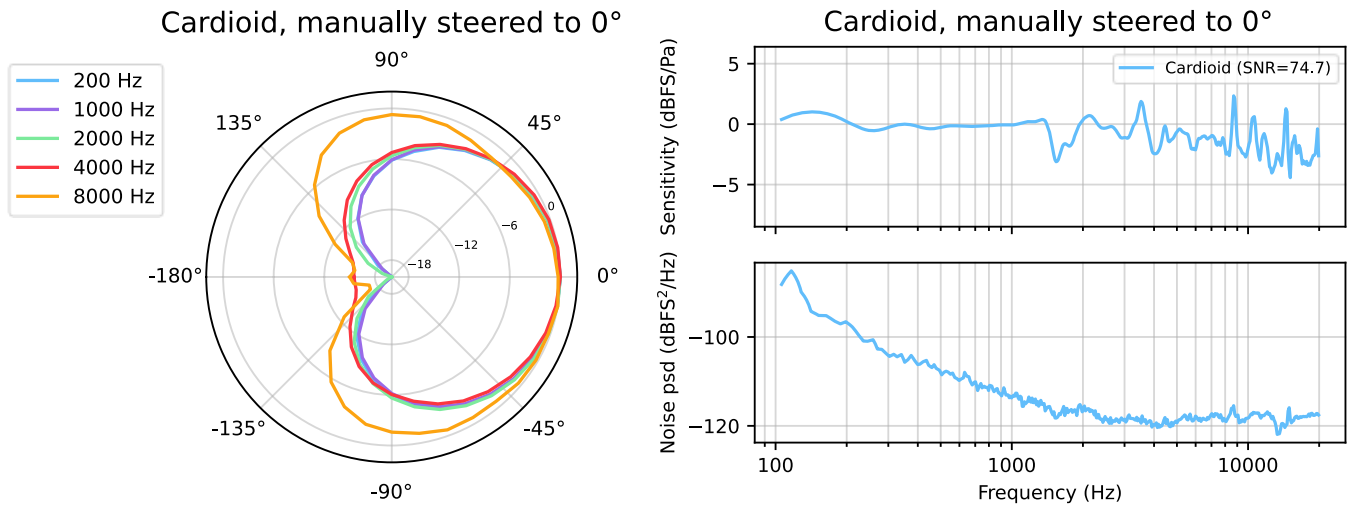 Cardioid, manually steered to 0°
200 Hz
1000 Hz
2000 Hz
4000 Hz
8000 Hz
90°
135°
45°
-180°
0°
-135°
-45°
-90°
0
−6
−12
−18
Cardioid, manually steered to 0°
Sensitivity (dBFS/Pa)
5
0
−5
Cardioid (SNR=74.7)
Noise psd (dBFS²/Hz)
−100
−120
100
1000
10000
Frequency (Hz)